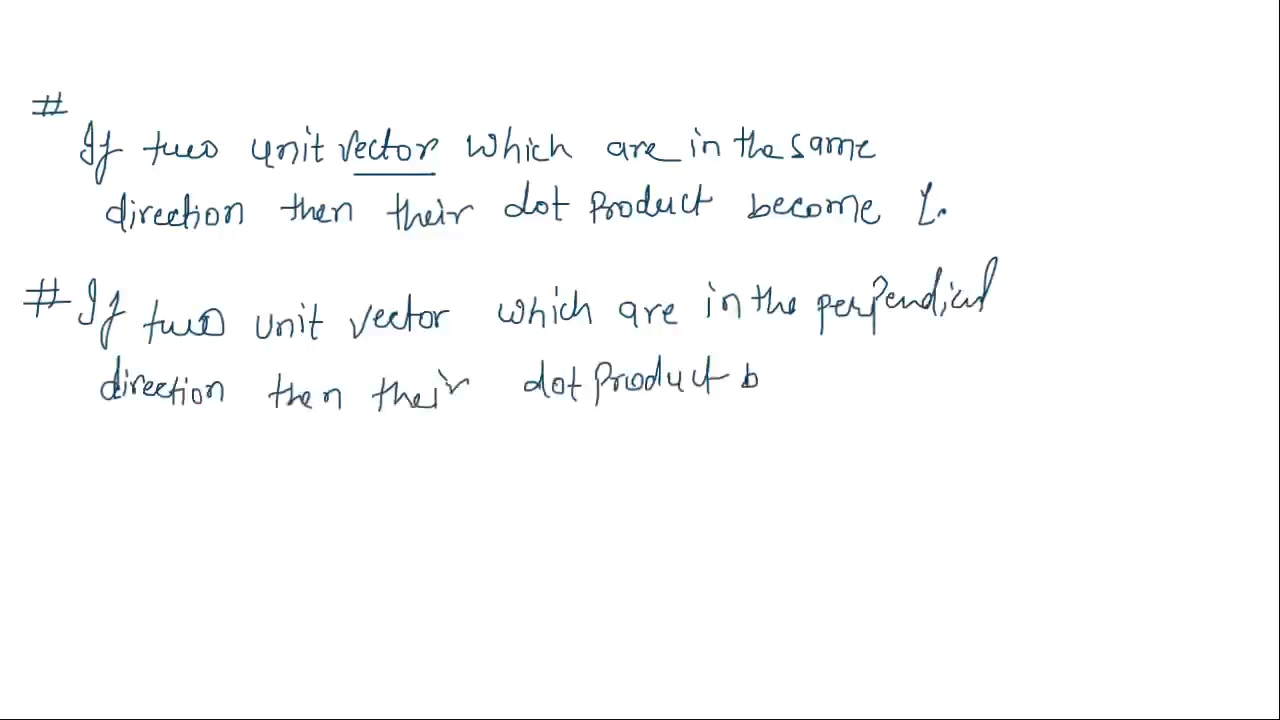 #
If two unit vector which are in the same
direction then their dot product become 1.
# If two unit vector which are in the perpendicul
direction then their dot product b